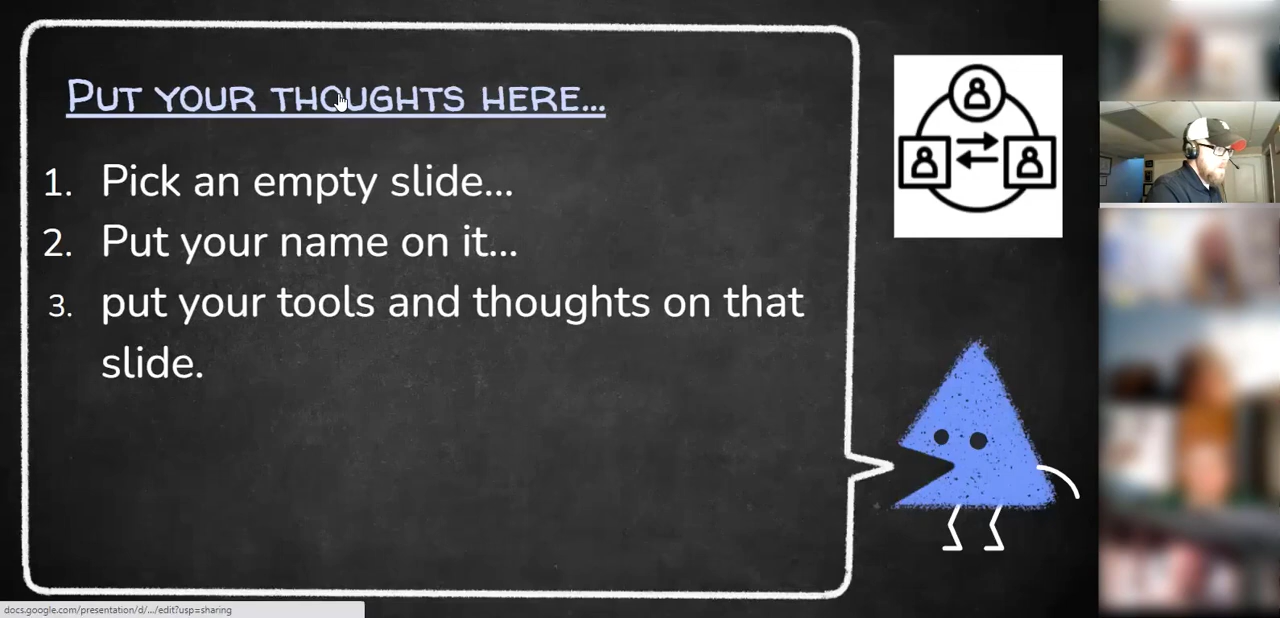 Put your thoughts here...
1. Pick an empty slide...
2. Put your name on it...
3. put your tools and thoughts on that
slide.
docs.google.com/presentation/d/.../edit?usp=sharing